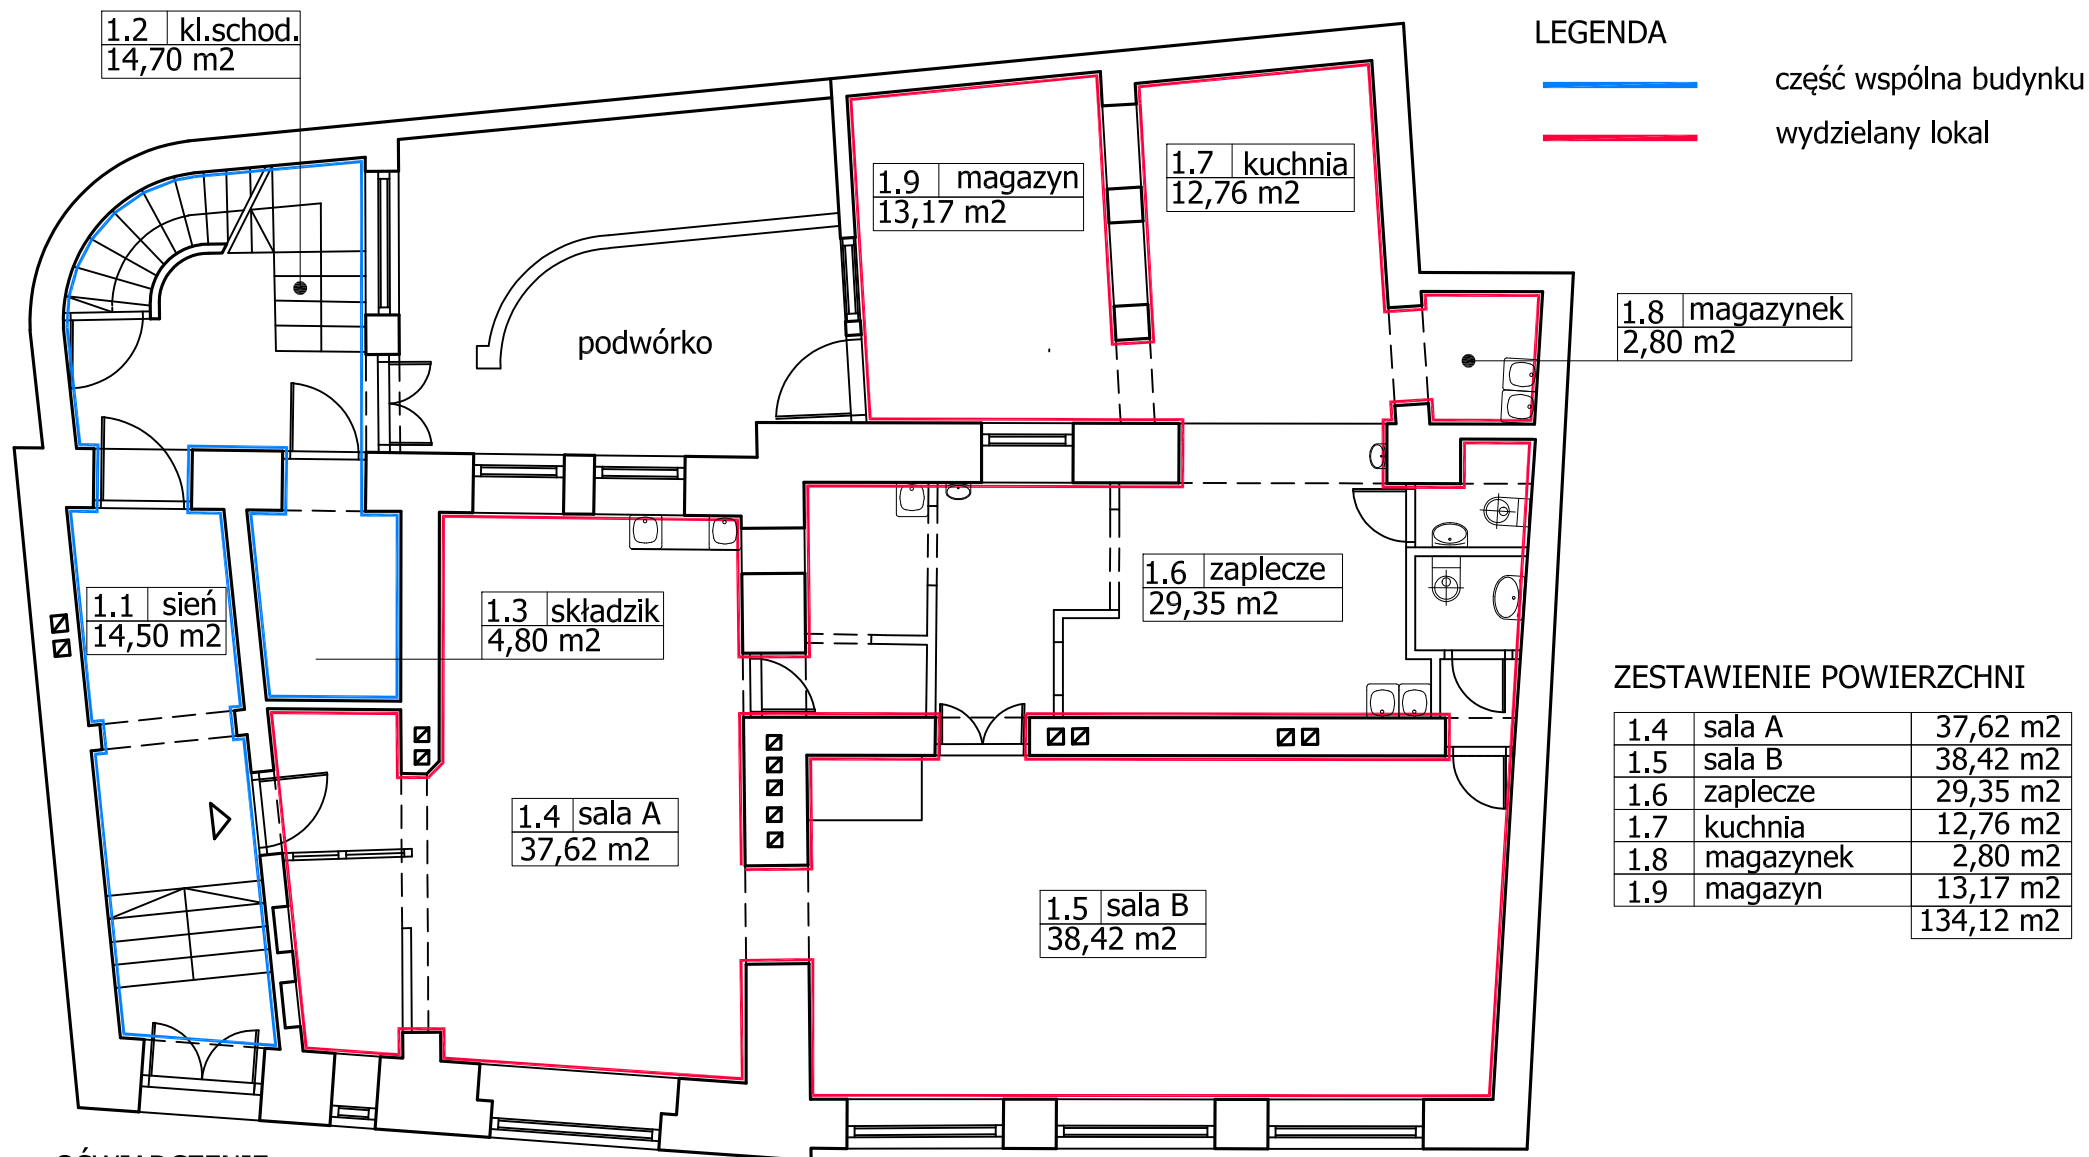 1.2 kl.schod.
14,70 m2
LEGENDA
część wspólna budynku
wydzielany lokal
1.9 magazyn
13,17 m2
1.7 kuchnia
12,76 m2
1.8 magazynek
2,80 m2
podwórko
1.1 sień
14,50 m2
1.3 składzik
4,80 m2
1.6 zaplecze
29,35 m2
1.4 sala A
37,62 m2
1.5 sala B
38,42 m2
ZESTAWIENIE POWIERZCHNI
1.4 sala A 37,62 m2
1.5 sala B 38,42 m2
1.6 zaplecze 29,35 m2
1.7 kuchnia 12,76 m2
1.8 magazynek 2,80 m2
1.9 magazyn 13,17 m2
134,12 m2